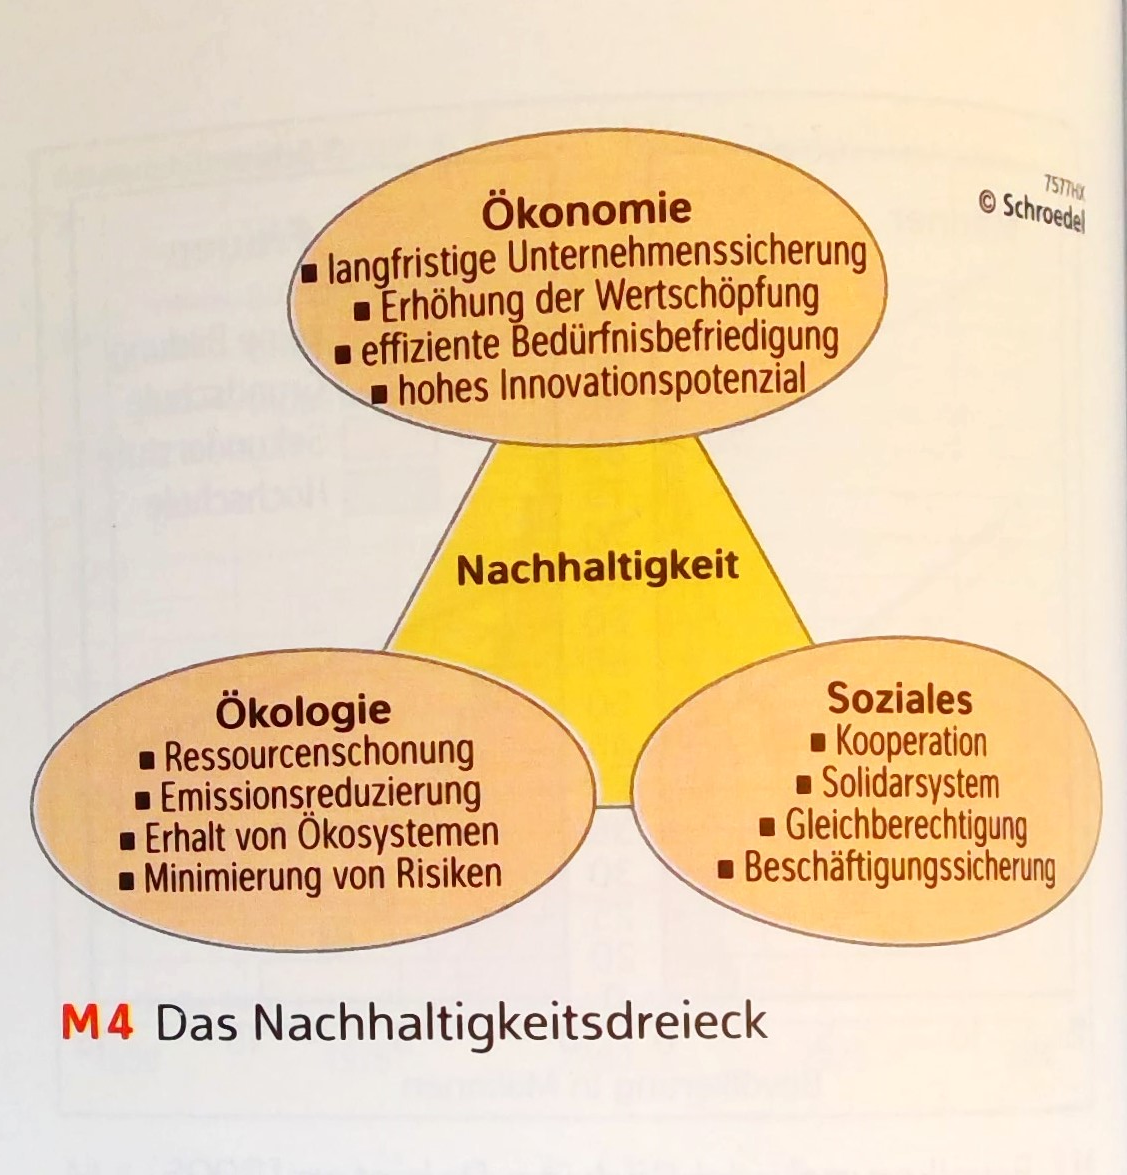 7577HX
© Schroedel
Ökonomie
▪ langfristige Unternehmenssicherung
▪ Erhöhung der Wertschöpfung
▪ effiziente Bedürfnisbefriedigung
▪ hohes Innovationspotenzial
Nachhaltigkeit
Ökologie
▪ Ressourcenschonung
▪ Emissionsreduzierung
▪ Erhalt von Ökosystemen
▪ Minimierung von Risiken
Soziales
▪ Kooperation
▪ Solidarsystem
▪ Gleichberechtigung
▪ Beschäftigungssicherung
M4 Das Nachhaltigkeitsdreieck